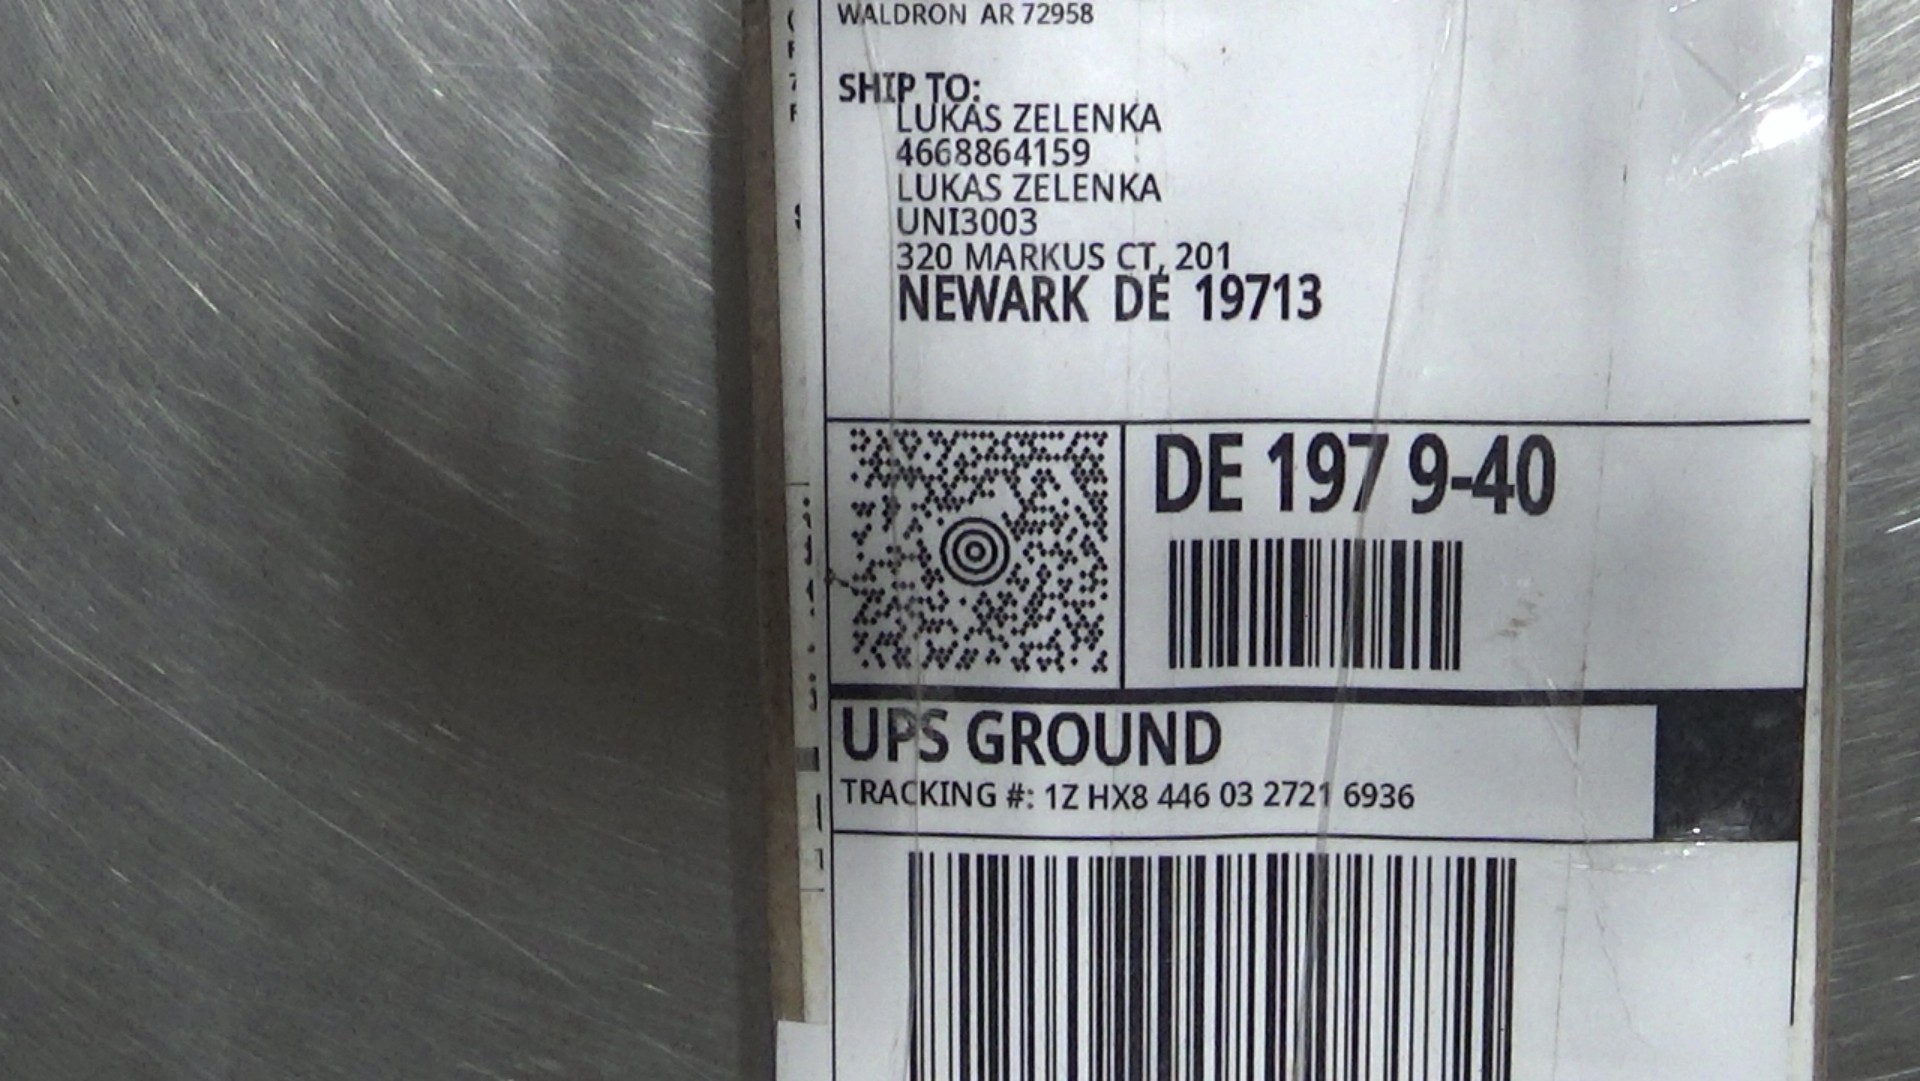 WALDRON AR 72958
SHIP TO:
LUKAS ZELENKA
4668864159
LUKAS ZELENKA
UNI3003
320 MARKUS CT, 201
NEWARK DE 19713
DE 197 9-40
UPS GROUND
TRACKING #: 1Z HX8 446 03 2721 6936